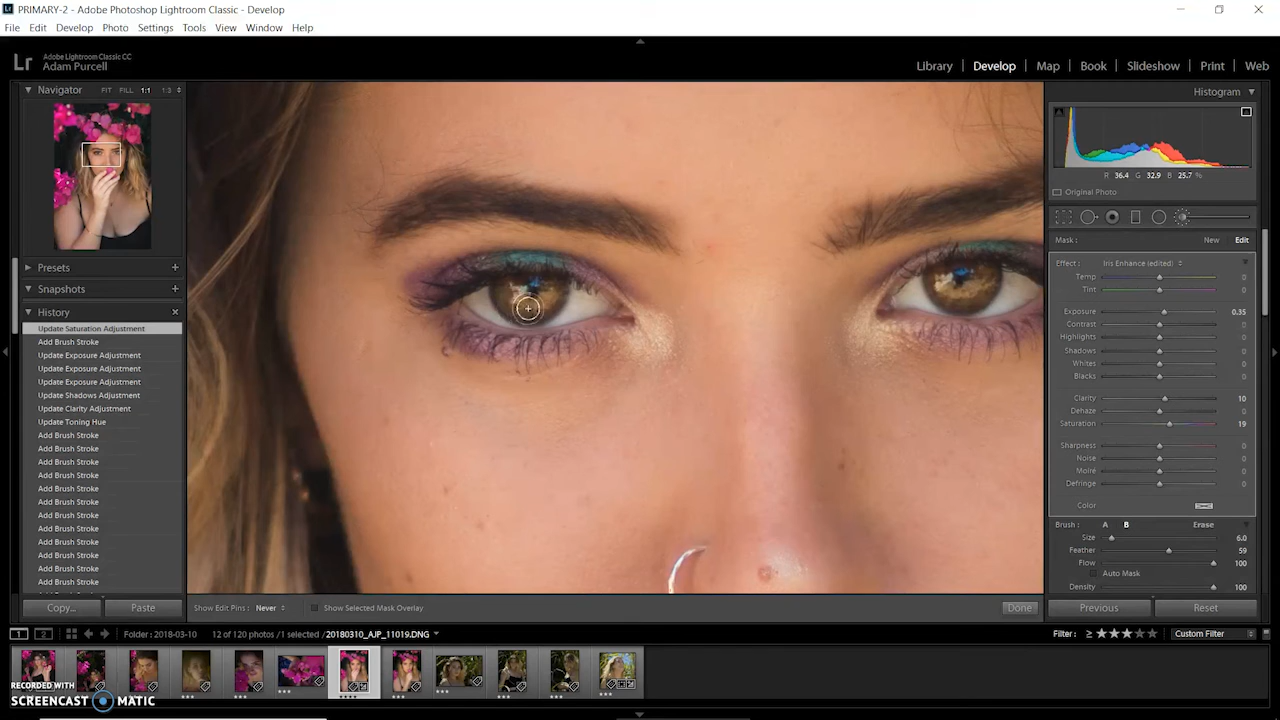 PRIMARY-2 - Adobe Photoshop Lightroom Classic - Develop
File Edit Develop Photo Settings Tools View Window Help
Lr Adobe Lightroom Classic CC
Adam Purcell
Library | Develop | Map | Book | Slideshow | Print | Web
Navigator FIT FILL 1:1 1:3
Presets +
Snapshots +
History ×
Update Saturation Adjustment
Add Brush Stroke
Update Exposure Adjustment
Update Exposure Adjustment
Update Exposure Adjustment
Update Shadows Adjustment
Update Clarity Adjustment
Update Toning Hue
Add Brush Stroke
Add Brush Stroke
Add Brush Stroke
Add Brush Stroke
Add Brush Stroke
Add Brush Stroke
Add Brush Stroke
Add Brush Stroke
Add Brush Stroke
Add Brush Stroke
Add Brush Stroke
Add Brush Stroke
Copy... Paste
Histogram
R 36.4 G 32.9 B 25.7 %
Original Photo
Mask : New Edit
Effect : Iris Enhance (edited)
Temp 0
Tint 0
Exposure 0.35
Contrast 0
Highlights 0
Shadows 0
Whites 0
Blacks 0
Clarity 10
Dehaze 0
Saturation 19
Sharpness 0
Noise 0
Moiré 0
Defringe 0
Color
Brush : A B Erase
Size 6.0
Feather 59
Flow 100
Auto Mask
Density 100
Show Edit Pins : Never Show Selected Mask Overlay Done
Previous Reset
1 2 Folder : 2018-03-10 12 of 120 photos / 1 selected / 20180310_AJP_11019.DNG Filter : ≥ ★★★★★ Custom Filter
RECORDED WITH
SCREENCAST MATIC